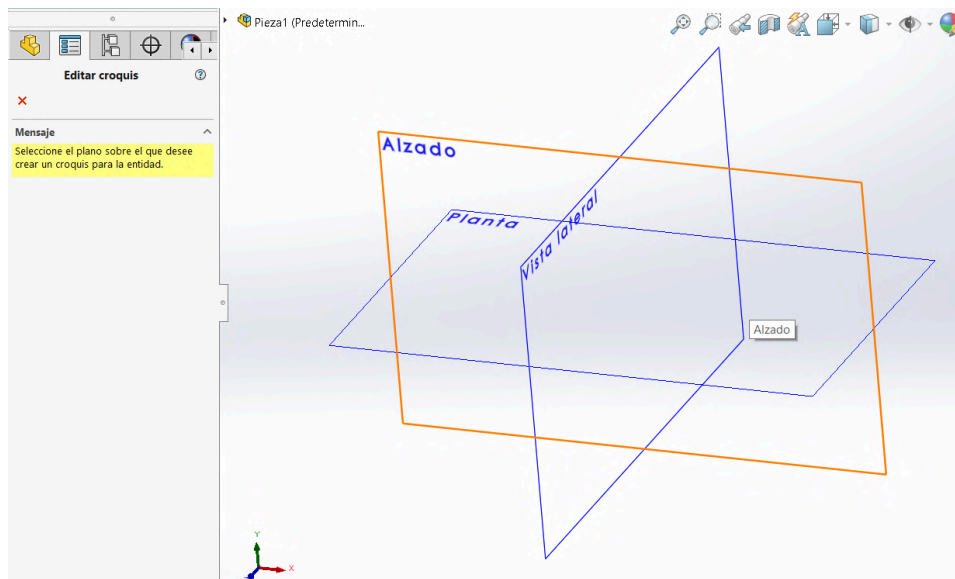 Pieza1 (Predetermin...
Editar croquis
Mensaje
Seleccione el plano sobre el que desee
crear un croquis para la entidad.
Alzado
Planta
Vista lateral
Alzado
Y
X